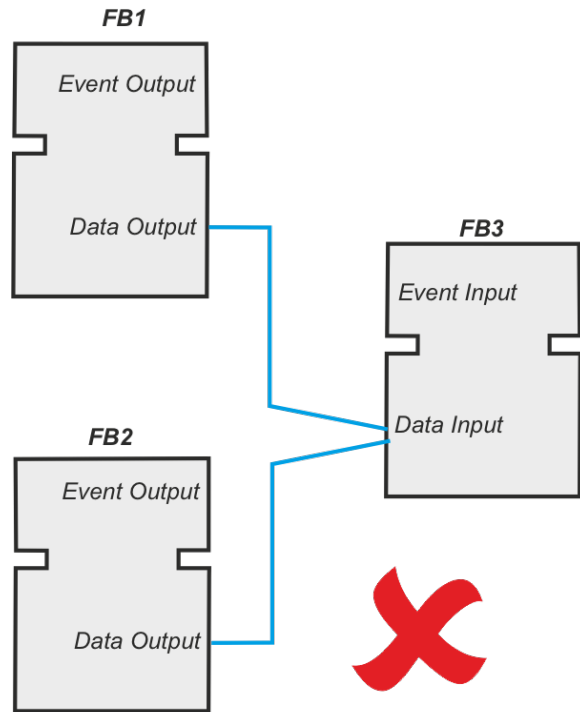 FB1
Event Output
Data Output
FB3
Event Input
Data Input
FB2
Event Output
Data Output